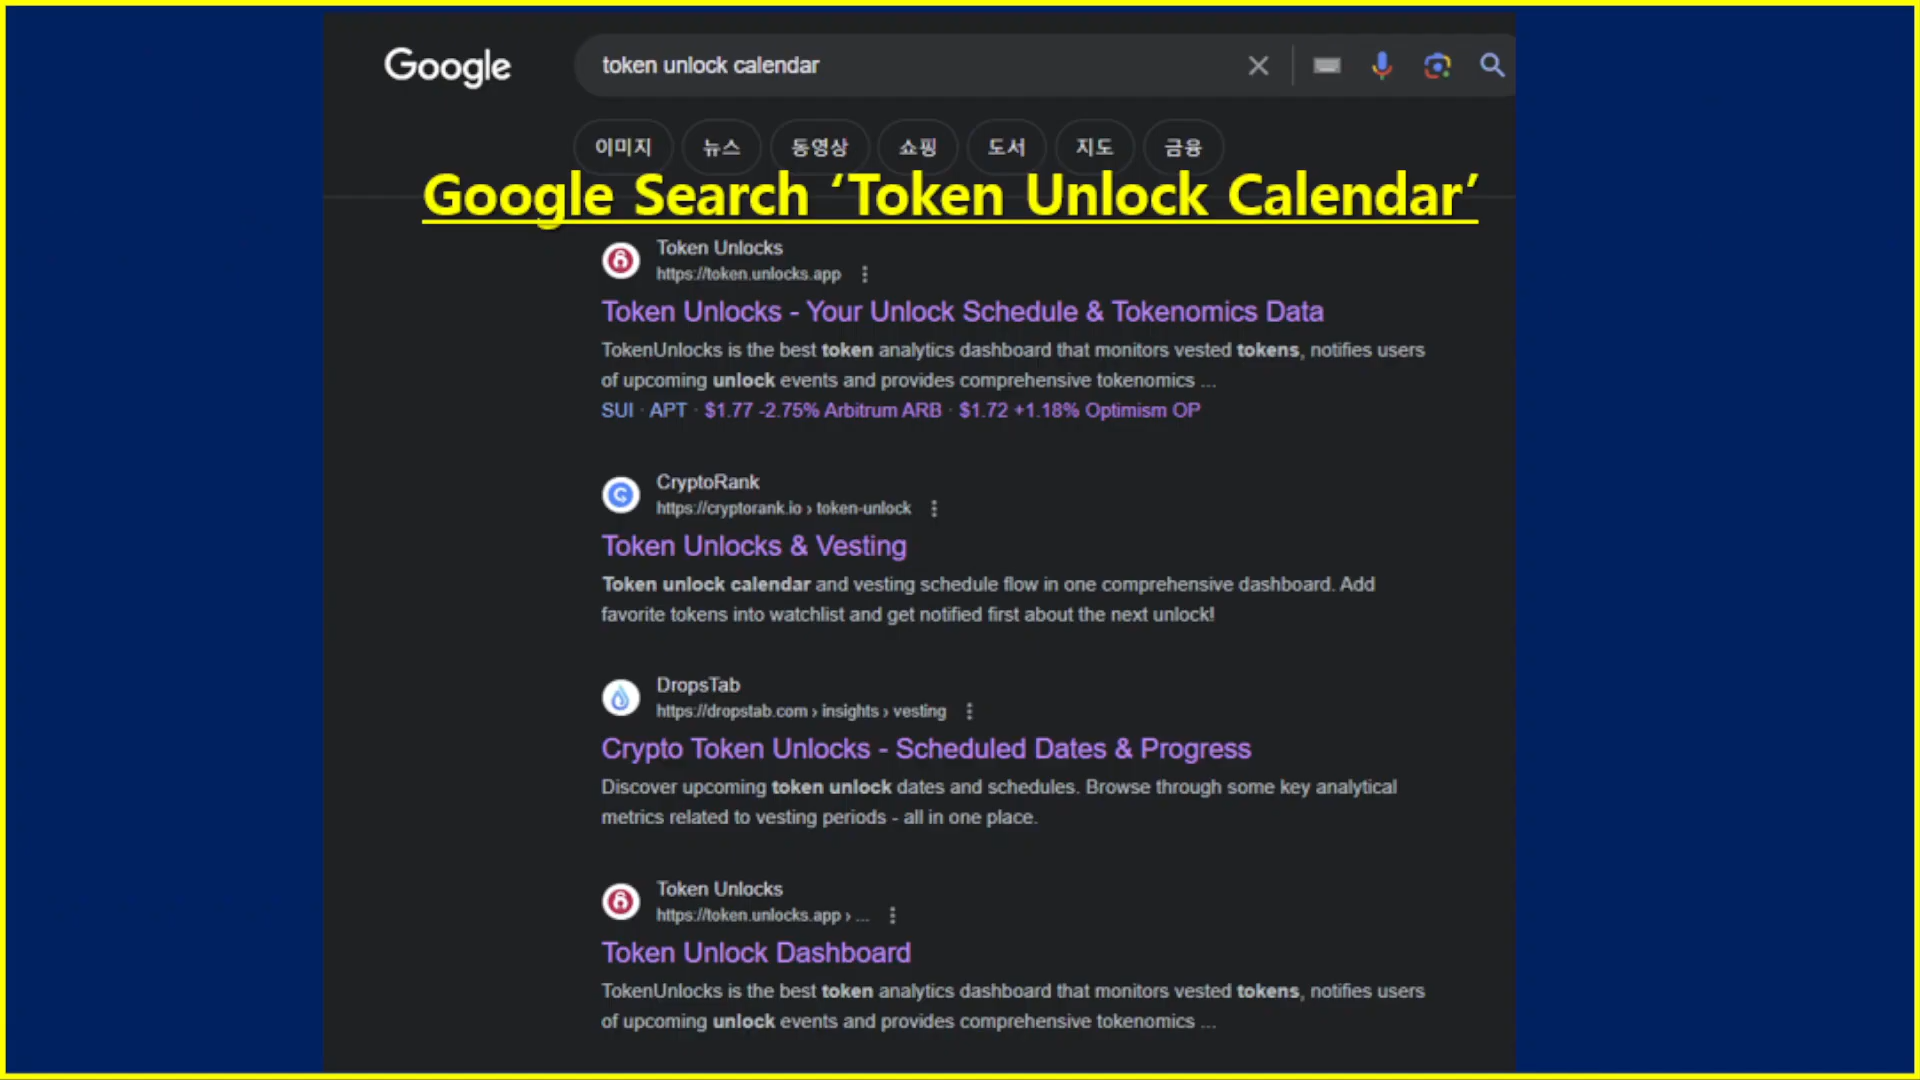 Google
token unlock calendar
이미지 뉴스 동영상 쇼핑 도서 지도 금융
Google Search ‘Token Unlock Calendar’
Token Unlocks
https://token.unlocks.app
Token Unlocks - Your Unlock Schedule & Tokenomics Data
TokenUnlocks is the best token analytics dashboard that monitors vested tokens, notifies users
of upcoming unlock events and provides comprehensive tokenomics ...
SUI · APT · $1.77 -2.75% Arbitrum ARB · $1.72 +1.18% Optimism OP
CryptoRank
https://cryptorank.io › token-unlock
Token Unlocks & Vesting
Token unlock calendar and vesting schedule flow in one comprehensive dashboard. Add
favorite tokens into watchlist and get notified first about the next unlock!
DropsTab
https://dropstab.com › insights › vesting
Crypto Token Unlocks - Scheduled Dates & Progress
Discover upcoming token unlock dates and schedules. Browse through some key analytical
metrics related to vesting periods - all in one place.
Token Unlocks
https://token.unlocks.app › ...
Token Unlock Dashboard
TokenUnlocks is the best token analytics dashboard that monitors vested tokens, notifies users
of upcoming unlock events and provides comprehensive tokenomics ...